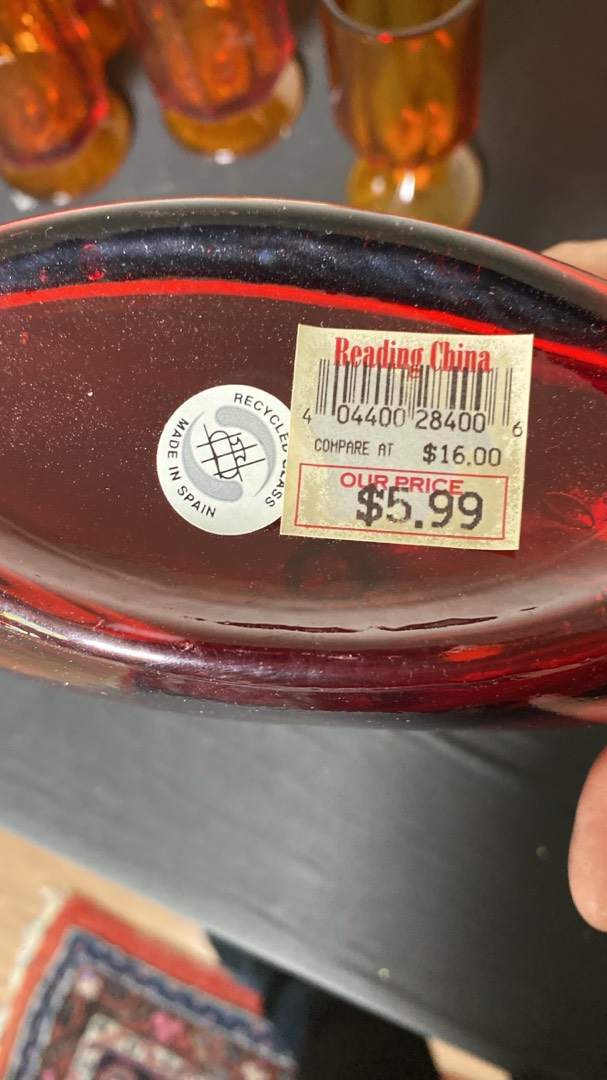 RECYCLED GLASS
MADE IN SPAIN
Reading China
4 04400 28400 6
COMPARE AT $16.00
OUR PRICE
$5.99